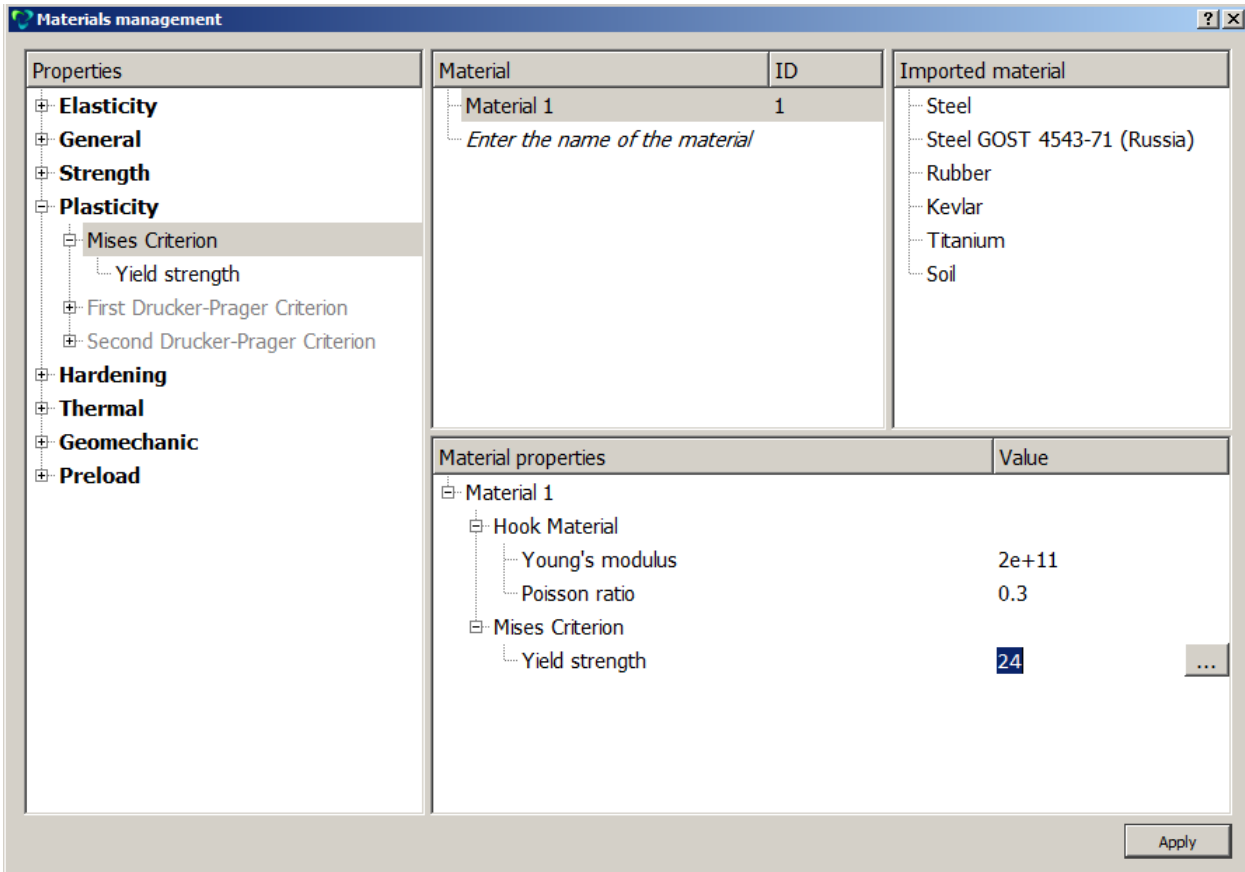 Materials management
Properties
Elasticity
General
Strength
Plasticity
Mises Criterion
Yield strength
First Drucker-Prager Criterion
Second Drucker-Prager Criterion
Hardening
Thermal
Geomechanic
Preload
Material ID
Material 1 1
Enter the name of the material
Imported material
Steel
Steel GOST 4543-71 (Russia)
Rubber
Kevlar
Titanium
Soil
Material properties Value
Material 1
Hook Material
Young's modulus 2e+11
Poisson ratio 0.3
Mises Criterion
Yield strength 24 ...
Apply